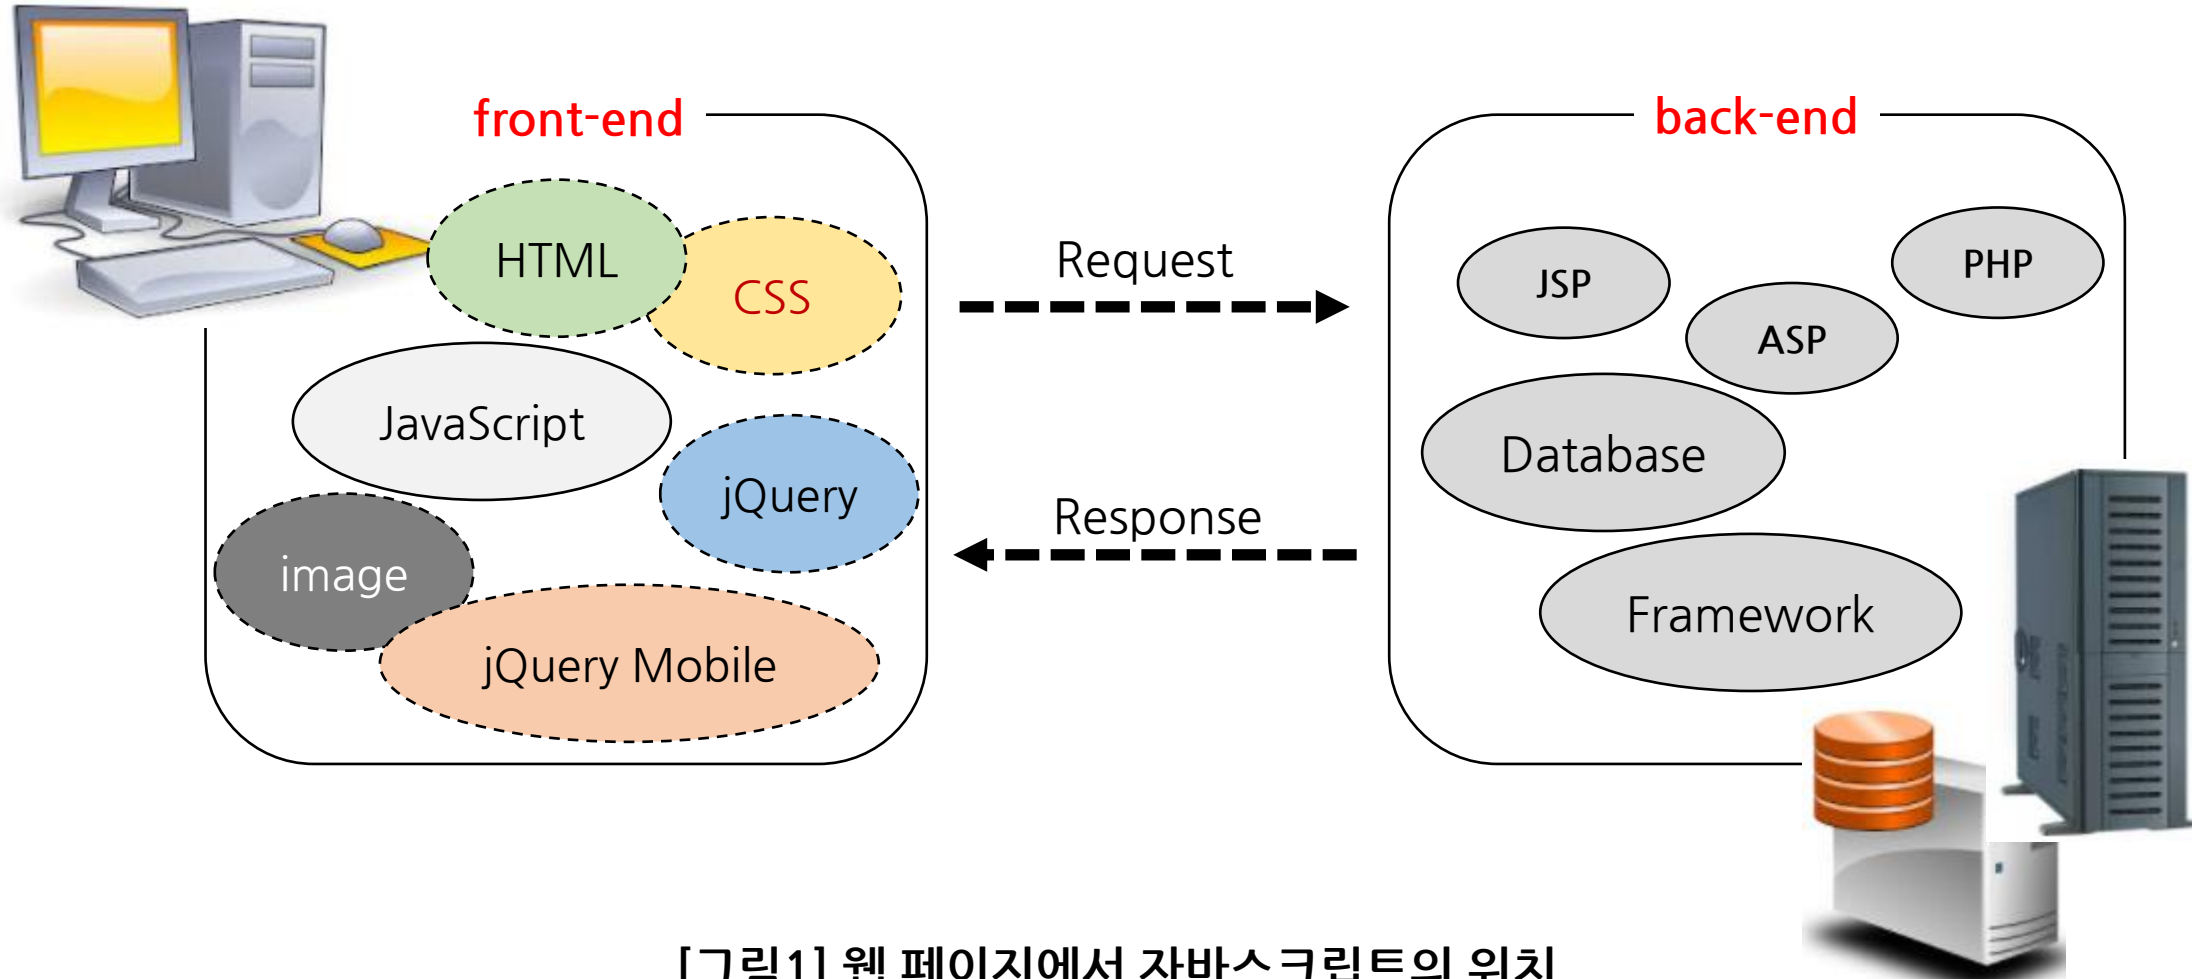 front-end
HTML
CSS
JavaScript
jQuery
image
jQuery Mobile
Request
Response
back-end
JSP
PHP
ASP
Database
Framework
[그림1] 웹 페이지에서 자바스크립트의 위치